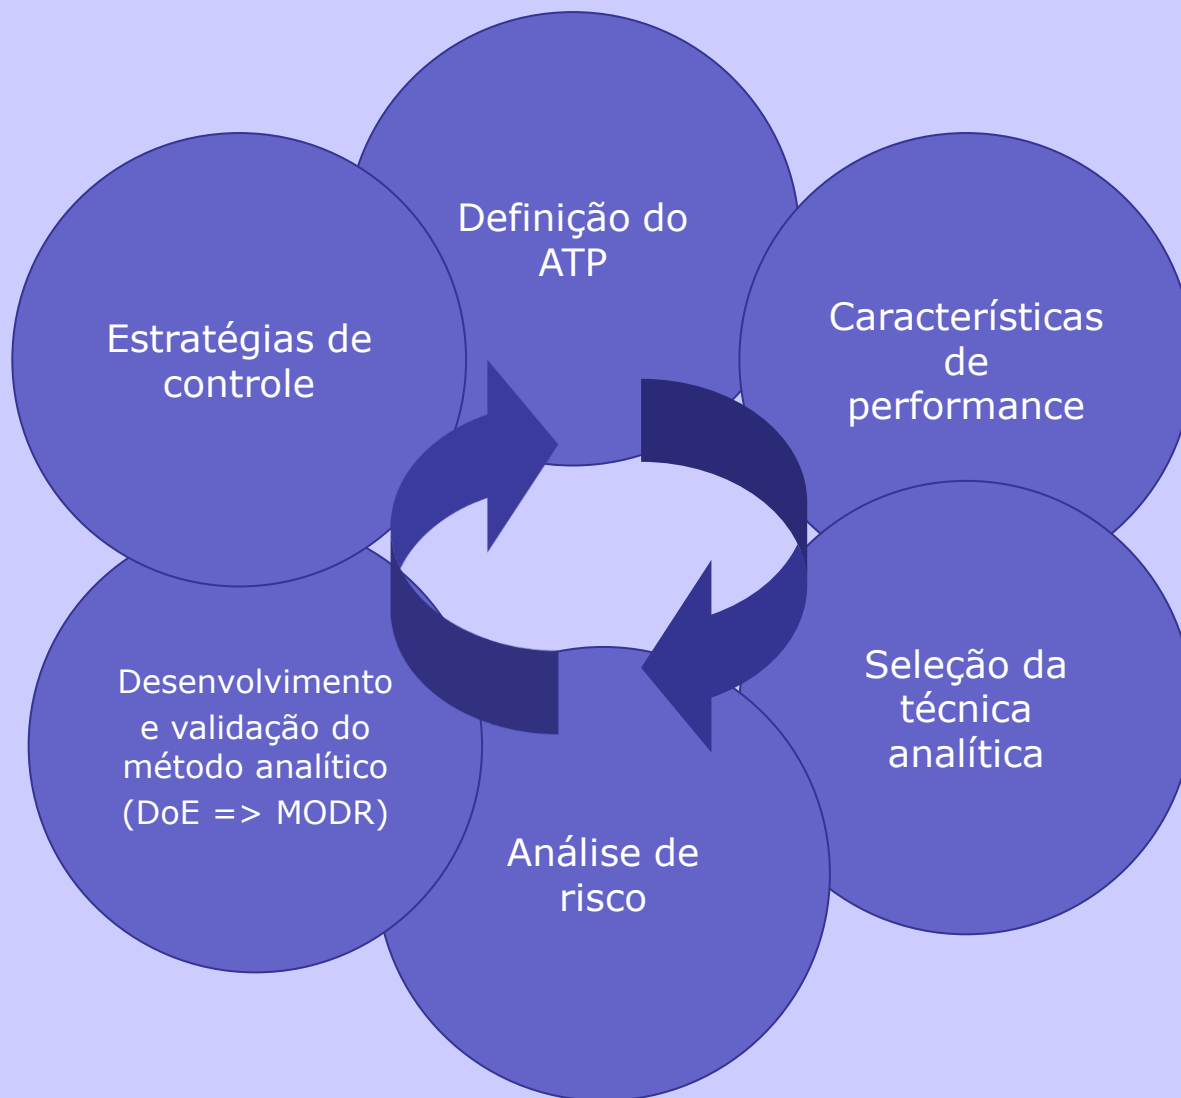 Definição do
ATP
Características
de
performance
Seleção da
técnica
analítica
Análise de
risco
Desenvolvimento
e validação do
método analítico
(DoE => MODR)
Estratégias de
controle